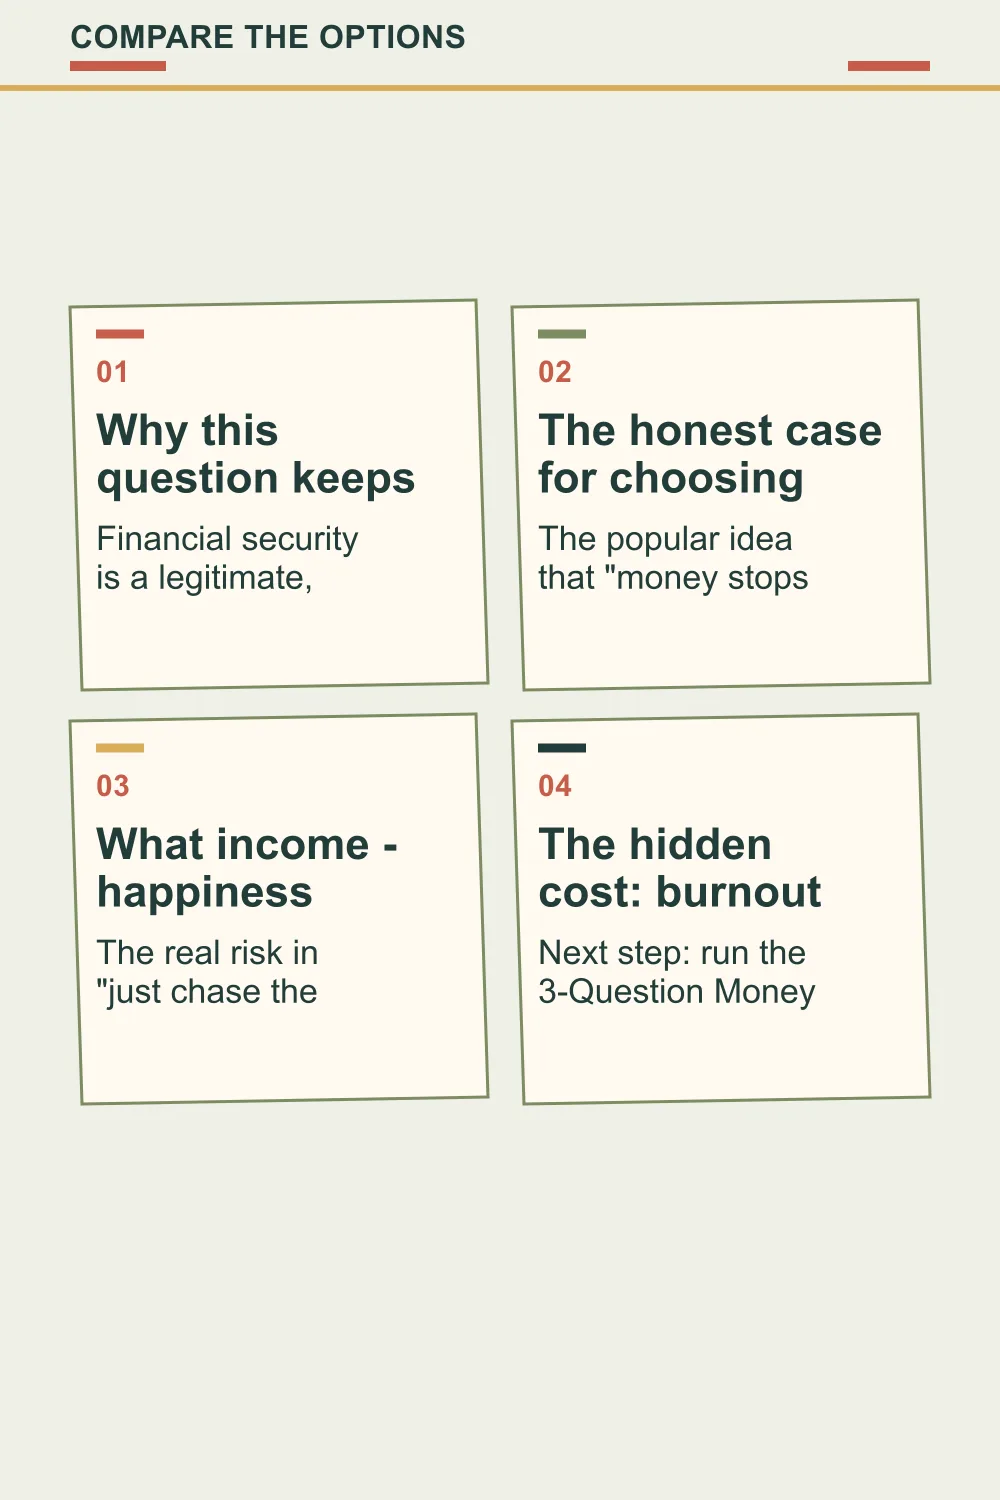 COMPARE THE OPTIONS
01
Why this
question keeps
Financial security
is a legitimate,
02
The honest case
for choosing
The popular idea
that "money stops
03
What income -
happiness
The real risk in
"just chase the
04
The hidden
cost: burnout
Next step: run the
3-Question Money